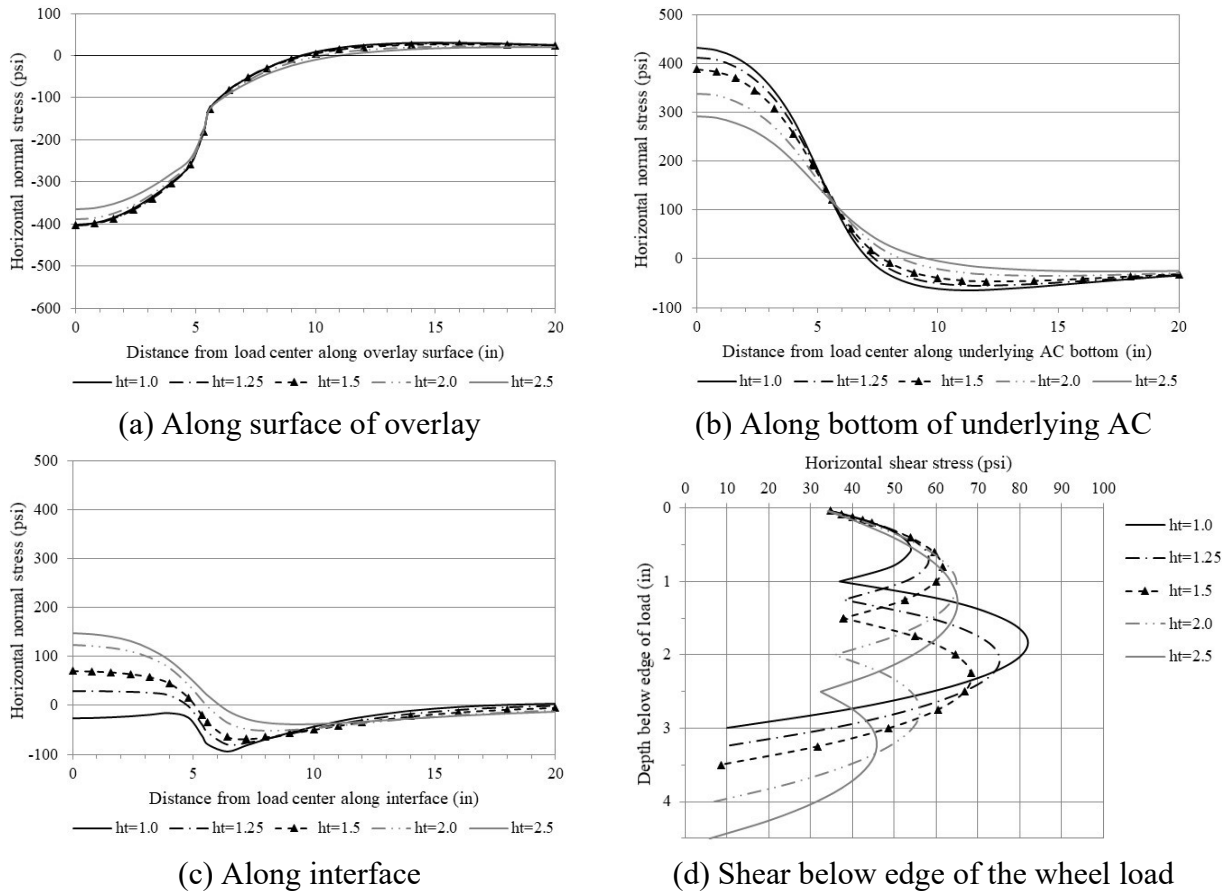 100
0
-100
-200
-300
-400
-500
-600
Horizontal normal stress (psi)
0 5 10 15 20
Distance from load center along overlay surface (in)
ht=1.0 ht=1.25 ht=1.5 ht=2.0 ht=2.5
(a) Along surface of overlay
500
400
300
200
100
0
-100
Horizontal normal stress (psi)
0 5 10 15 20
Distance from load center along underlying AC bottom (in)
ht=1.0 ht=1.25 ht=1.5 ht=2.0 ht=2.5
(b) Along bottom of underlying AC
500
400
300
200
100
0
-100
Horizontal normal stress (psi)
0 5 10 15 20
Distance from load center along interface (in)
ht=1.0 ht=1.25 ht=1.5 ht=2.0 ht=2.5
(c) Along interface
Horizontal shear stress (psi)
0 10 20 30 40 50 60 70 80 90 100
0
1
2
3
4
Depth below edge of load (in)
ht=1.0
ht=1.25
ht=1.5
ht=2.0
ht=2.5
(d) Shear below edge of the wheel load